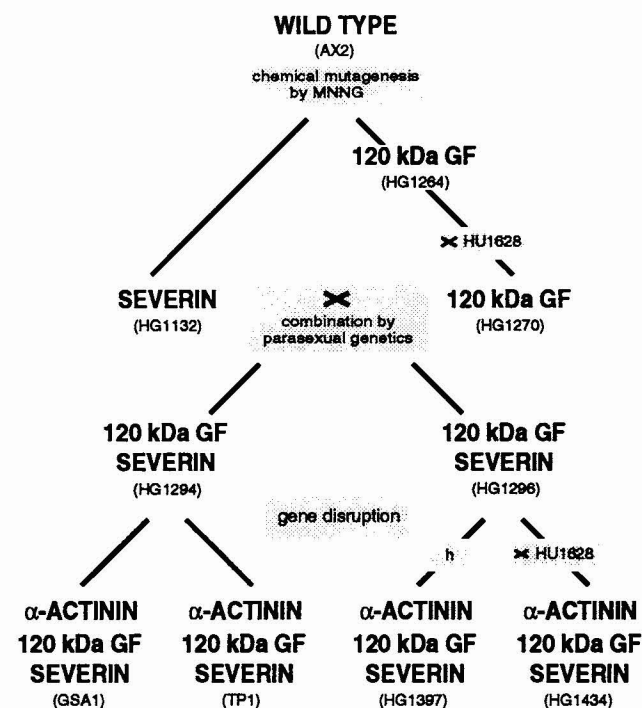 WILD TYPE
(AX2)
chemical mutagenesis
by MNNG
120 kDa GF
(HG1264)
× HU1628
SEVERIN
(HG1132)
×
combination by
parasexual genetics
120 kDa GF
(HG1270)
120 kDa GF
SEVERIN
(HG1294)
120 kDa GF
SEVERIN
(HG1296)
gene disruption
h
× HU1628
α-ACTININ
120 kDa GF
SEVERIN
(GSA1)
α-ACTININ
120 kDa GF
SEVERIN
(TP1)
α-ACTININ
120 kDa GF
SEVERIN
(HG1397)
α-ACTININ
120 kDa GF
SEVERIN
(HG1434)